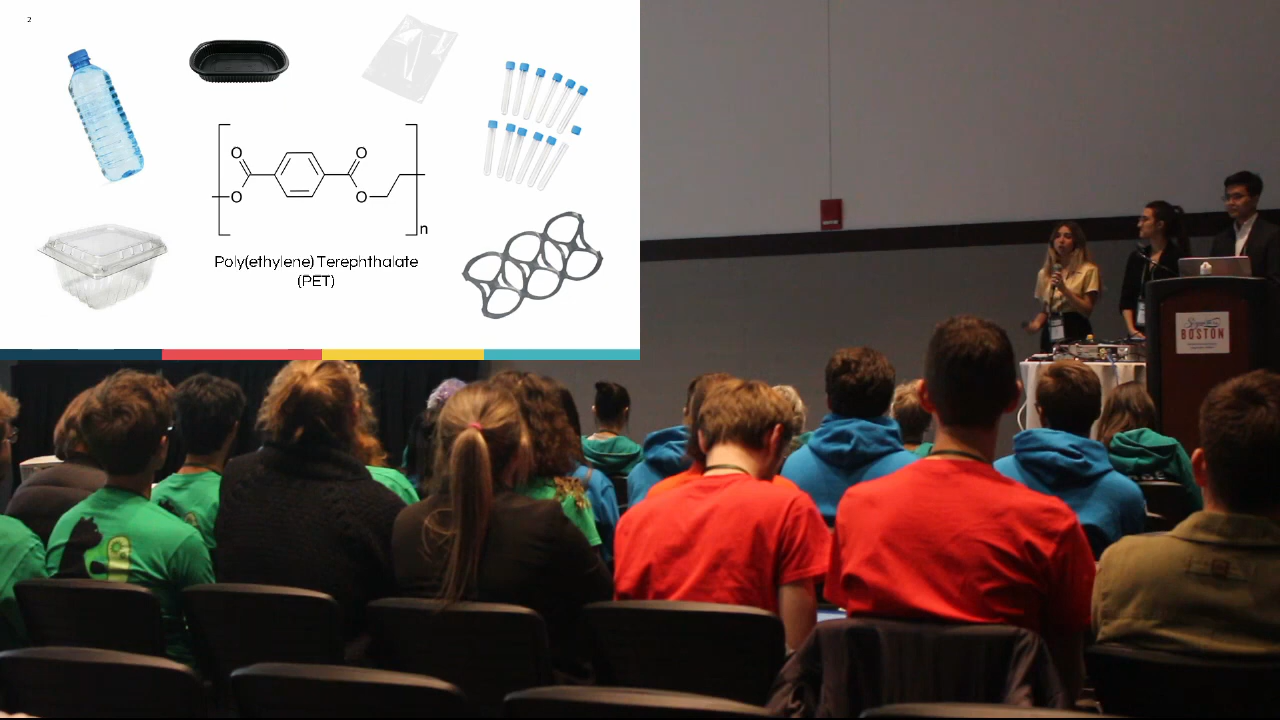 2
O
O
O
O
n
Poly(ethylene) Terephthalate
(PET)
BOSTON